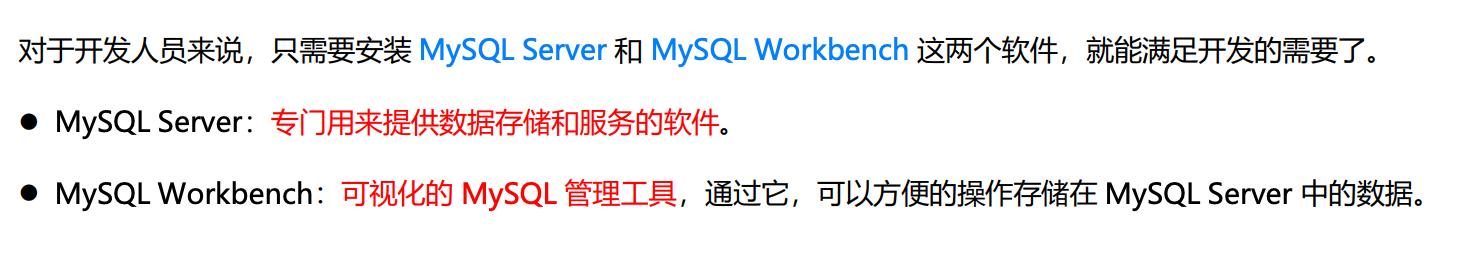 对于开发人员来说，只需要安装 MySQL Server 和 MySQL Workbench 这两个软件，就能满足开发的需要了。
● MySQL Server：专门用来提供数据存储和服务的软件。
● MySQL Workbench：可视化的 MySQL 管理工具，通过它，可以方便的操作存储在 MySQL Server 中的数据。